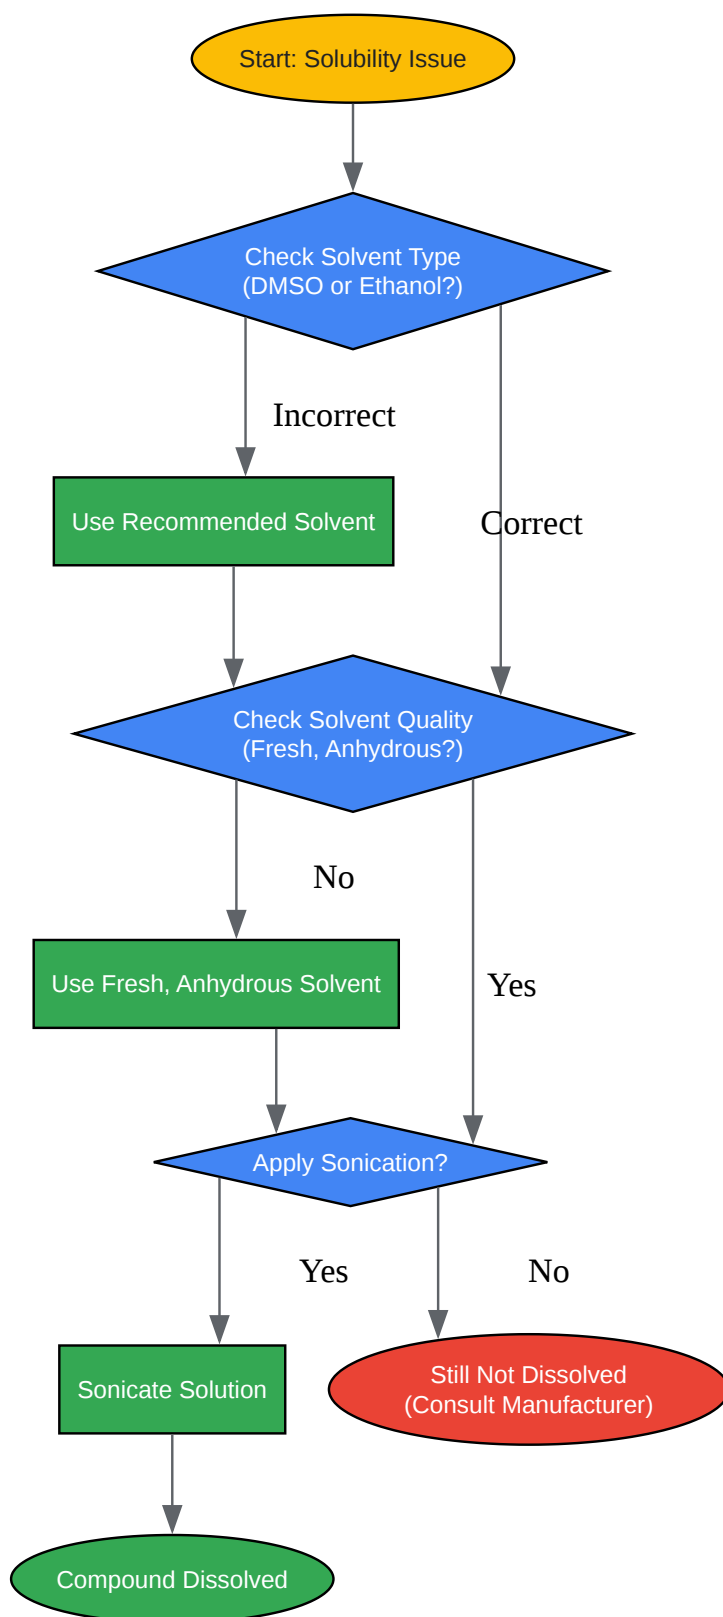 Start: Solubility Issue
Check Solvent Type
(DMSO or Ethanol?)
Incorrect
Use Recommended Solvent
Correct
Check Solvent Quality
(Fresh, Anhydrous?)
No
Use Fresh, Anhydrous Solvent
Yes
Apply Sonication?
Yes
No
Sonicate Solution
Still Not Dissolved
(Consult Manufacturer)
Compound Dissolved